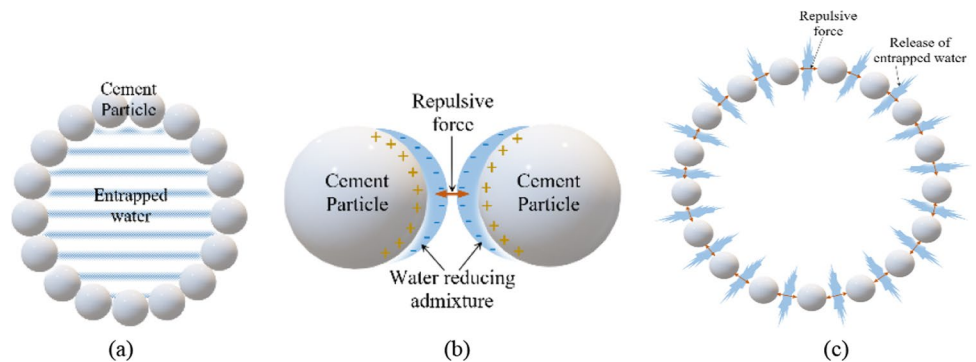 Cement
Particle
Entrapped
water
(a)
Repulsive
force
Cement
Particle
Cement
Particle
Water reducing
admixture
(b)
Repulsive
force
Release of
entrapped water
(c)